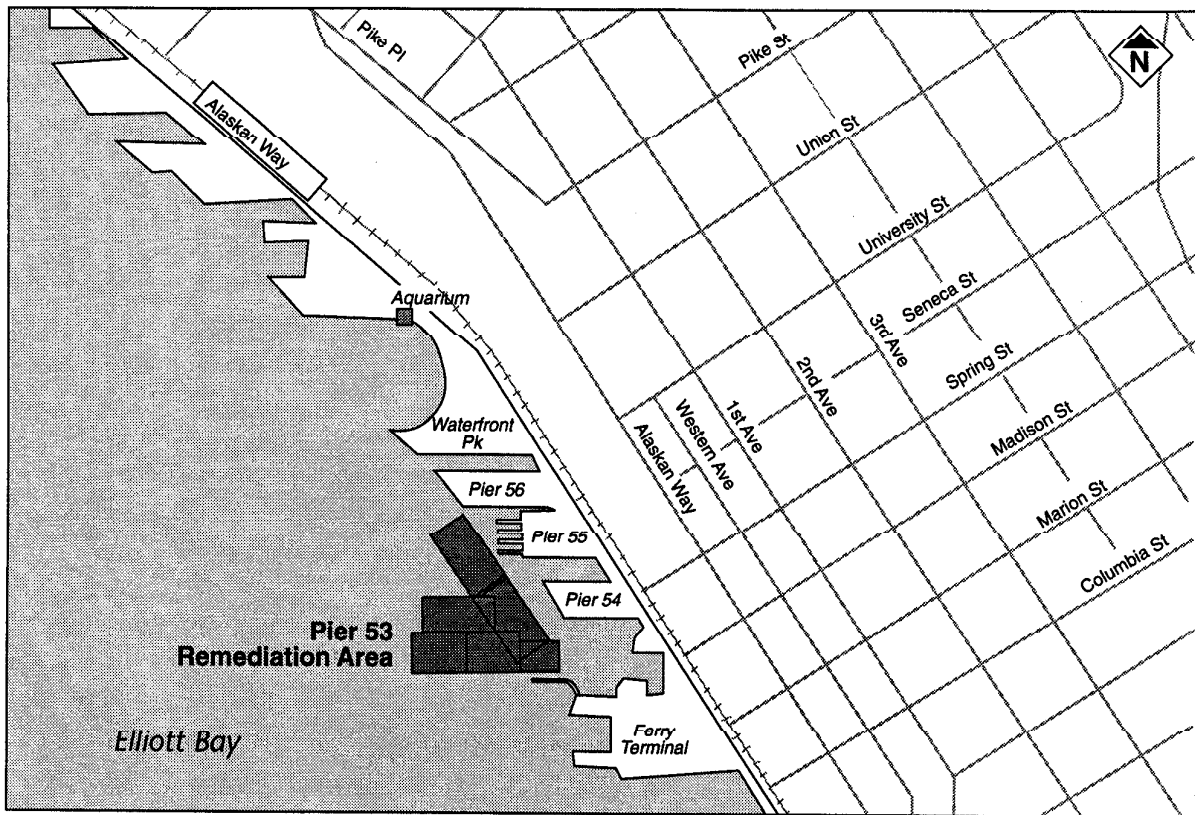 Pike Pl
Pike St
N
Alaskan Way
Union St
University St
Aquarium
Seneca St
3rd Ave
Spring St
2nd Ave
1st Ave
Western Ave
Alaskan Way
Madison St
Waterfront
Pk
Pier 56
Marion St
Pier 55
Columbia St
Pier 54
Pier 53
Remediation Area
Elliott Bay
Ferry
Terminal